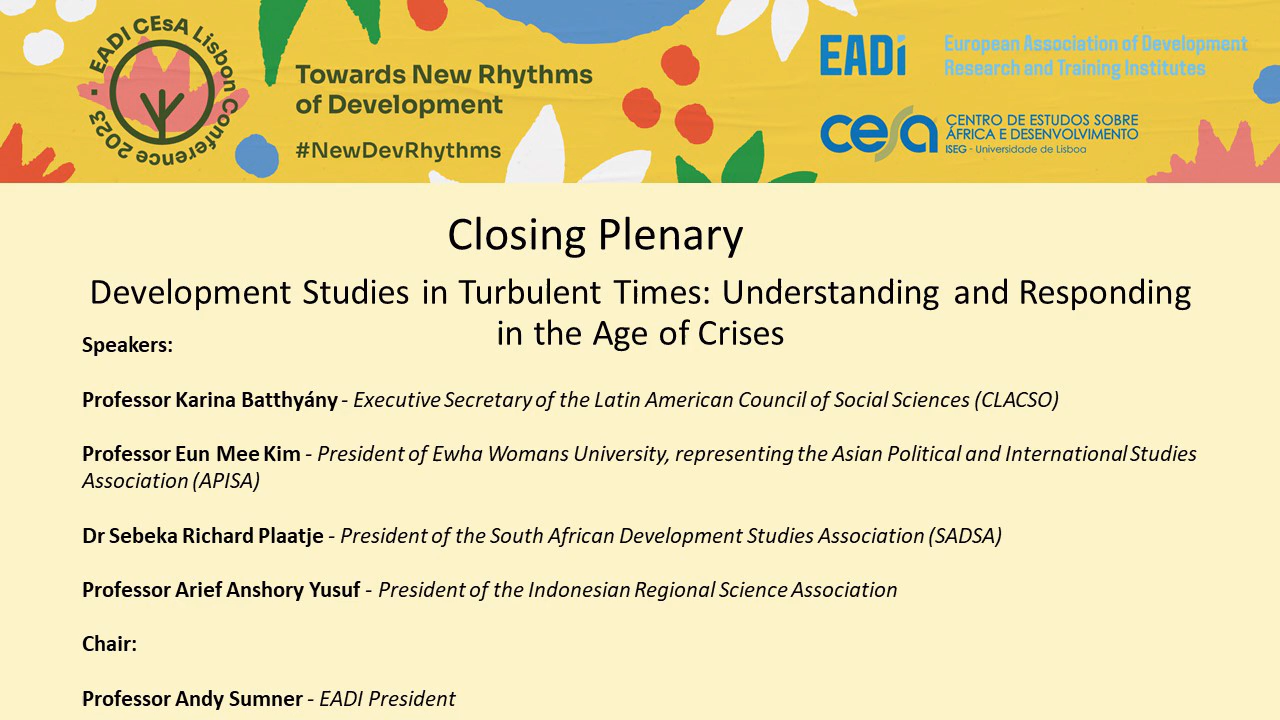 EADI CEsA Lisbon Conference 2023 •
Towards New Rhythms
of Development
#NewDevRhythms
EADi
European Association of Development
Research and Training Institutes
cesa
CENTRO DE ESTUDOS SOBRE
ÁFRICA E DESENVOLVIMENTO
ISEG - Universidade de Lisboa
Closing Plenary
Development Studies in Turbulent Times: Understanding and Responding
in the Age of Crises
Speakers:
Professor Karina Batthyány - Executive Secretary of the Latin American Council of Social Sciences (CLACSO)
Professor Eun Mee Kim - President of Ewha Womans University, representing the Asian Political and International Studies
Association (APISA)
Dr Sebeka Richard Plaatje - President of the South African Development Studies Association (SADSA)
Professor Arief Anshory Yusuf - President of the Indonesian Regional Science Association
Chair:
Professor Andy Sumner - EADI President